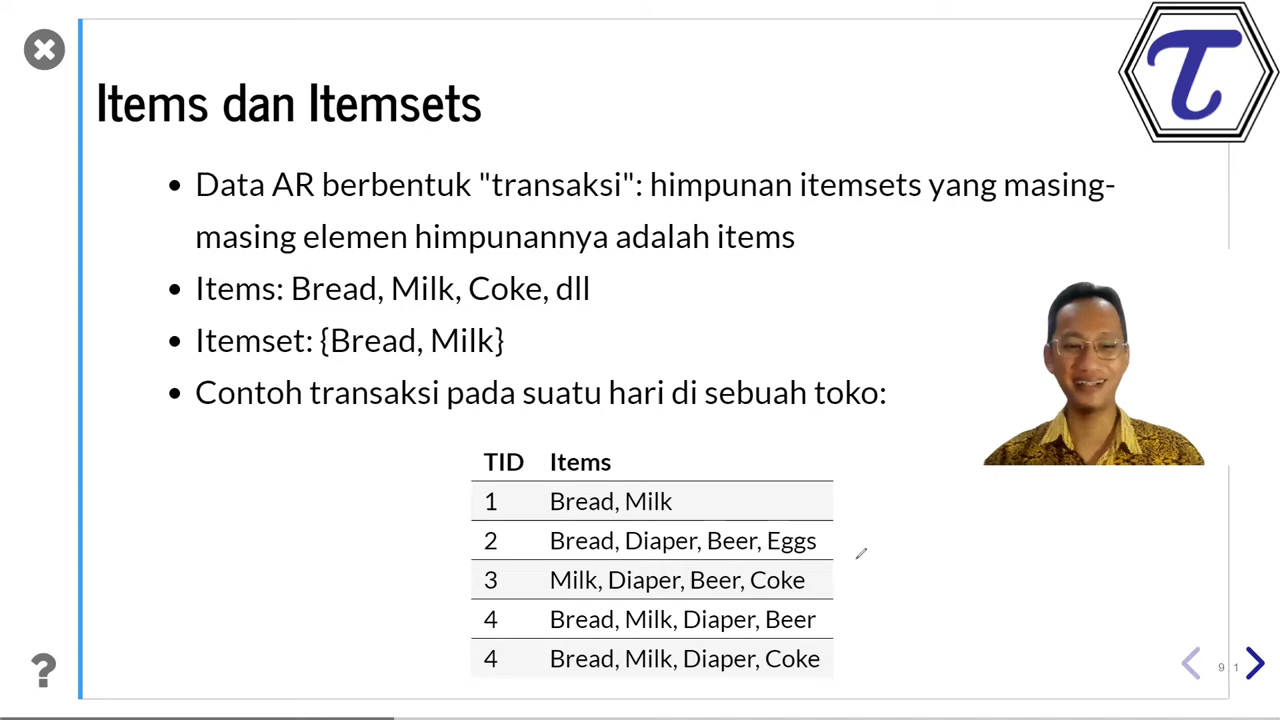 Items dan Itemsets
Data AR berbentuk "transaksi": himpunan itemsets yang masing-
masing elemen himpunannya adalah items
Items: Bread, Milk, Coke, dll
Itemset: {Bread, Milk}
Contoh transaksi pada suatu hari di sebuah toko:
TID Items
1 Bread, Milk
2 Bread, Diaper, Beer, Eggs
3 Milk, Diaper, Beer, Coke
4 Bread, Milk, Diaper, Beer
4 Bread, Milk, Diaper, Coke
?
9 1